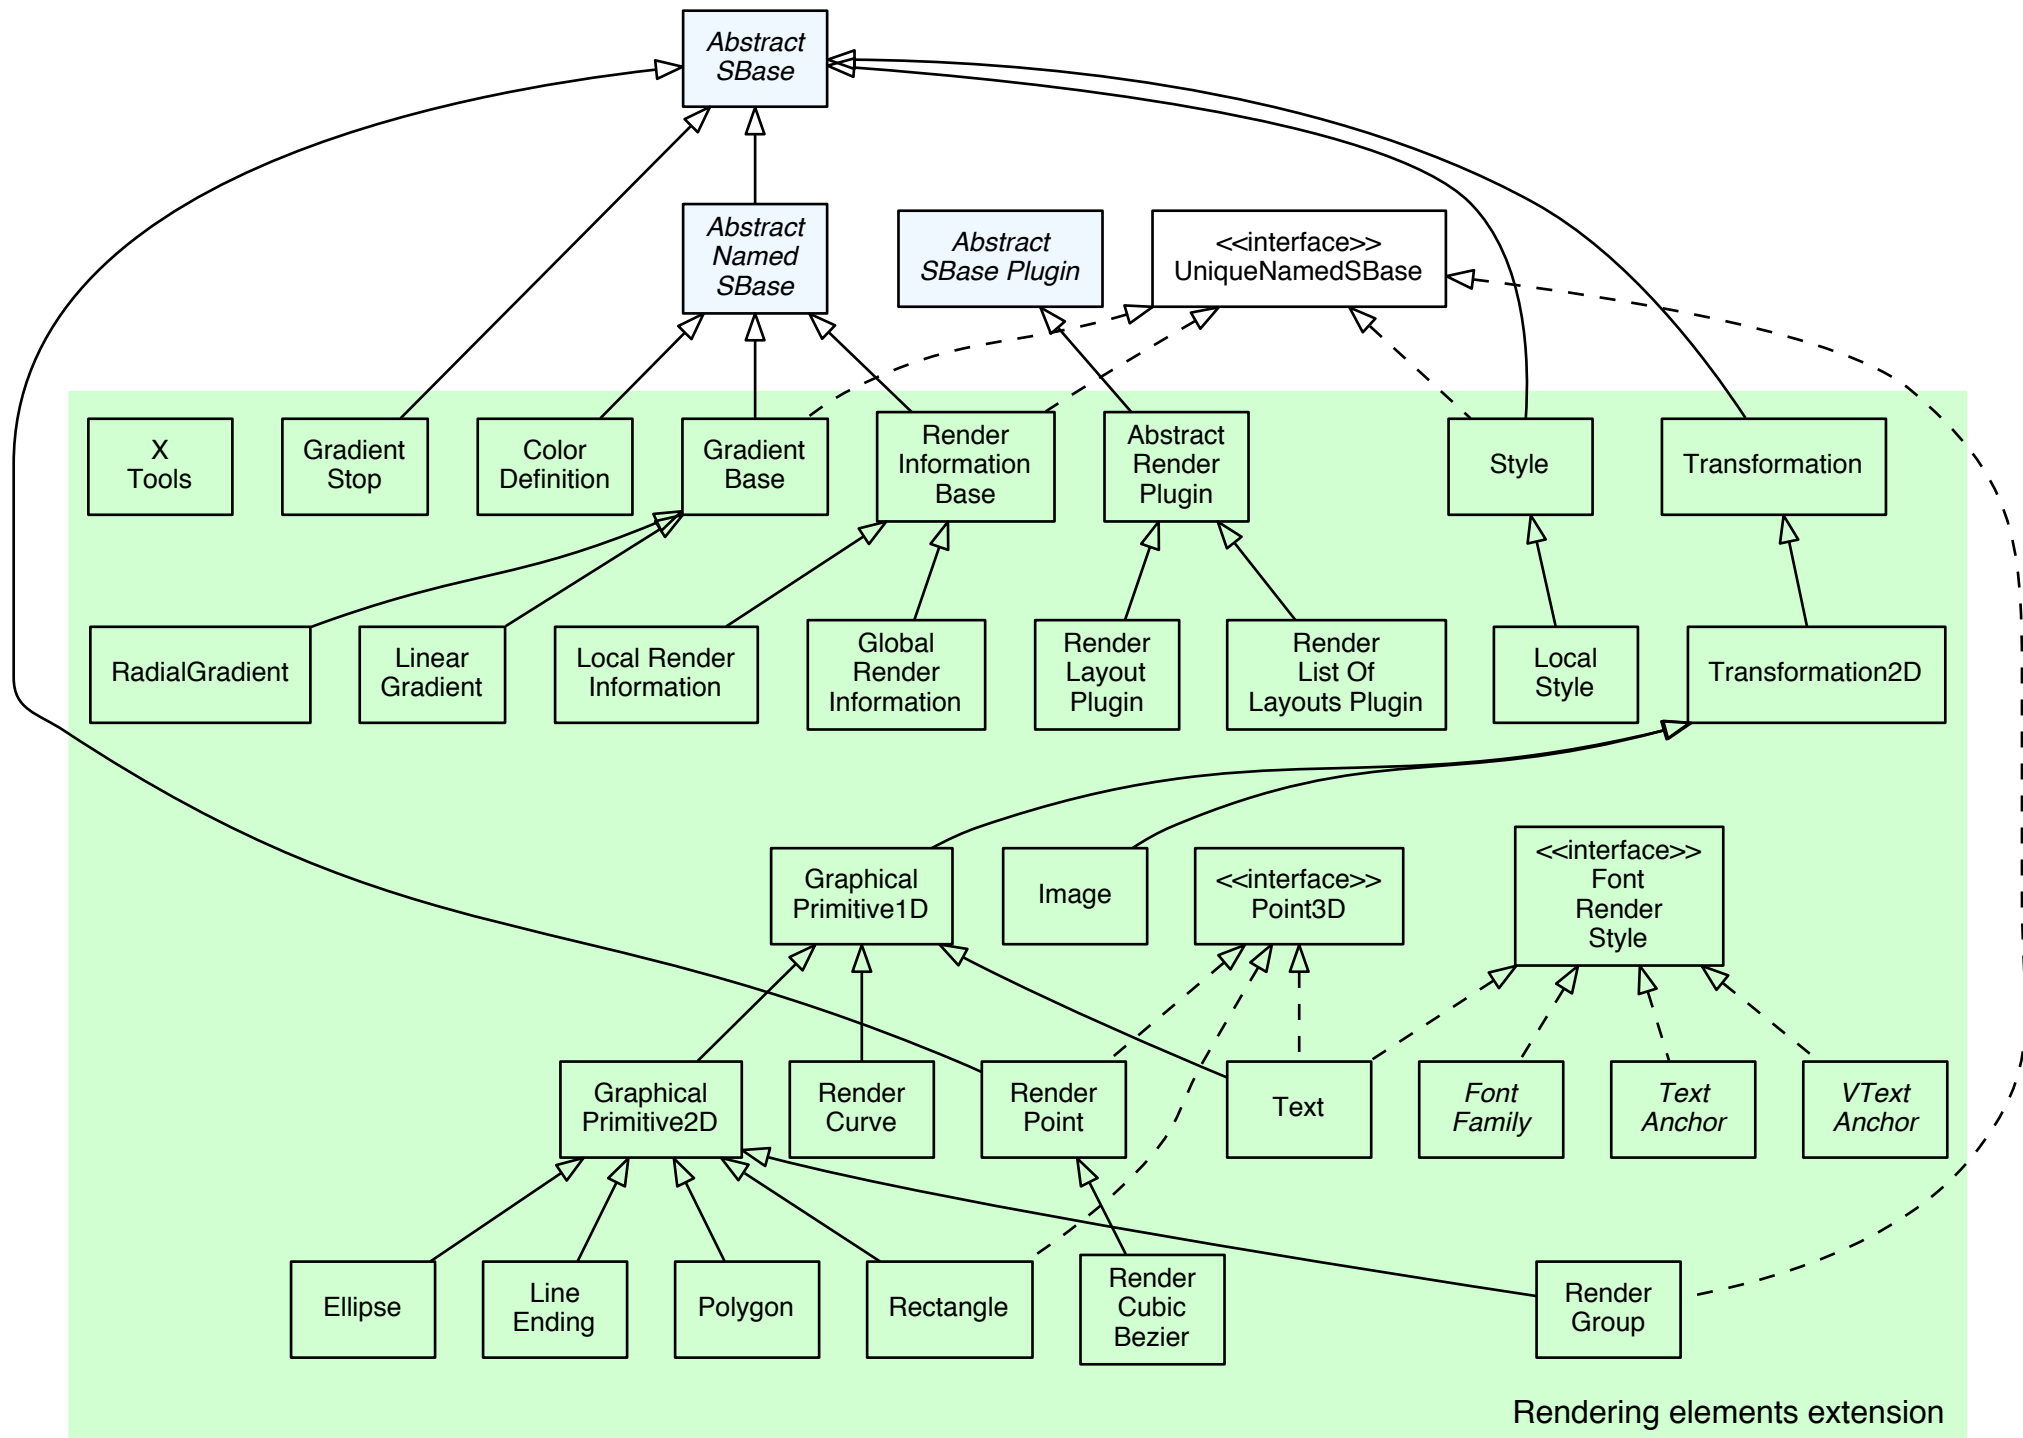 Abstract
SBase
Abstract
Named
SBase
Abstract
SBase Plugin
<<interface>>
UniqueNamedSBase
X
Tools
Gradient
Stop
Color
Definition
Gradient
Base
Render
Information
Base
Abstract
Render
Plugin
Style
Transformation
RadialGradient
Linear
Gradient
Local Render
Information
Global
Render
Information
Render
Layout
Plugin
Render
List Of
Layouts Plugin
Local
Style
Transformation2D
Graphical
Primitive1D
Image
<<interface>>
Point3D
<<interface>>
Font
Render
Style
Graphical
Primitive2D
Render
Curve
Render
Point
Text
Font
Family
Text
Anchor
VText
Anchor
Ellipse
Line
Ending
Polygon
Rectangle
Render
Cubic
Bezier
Render
Group
Rendering elements extension